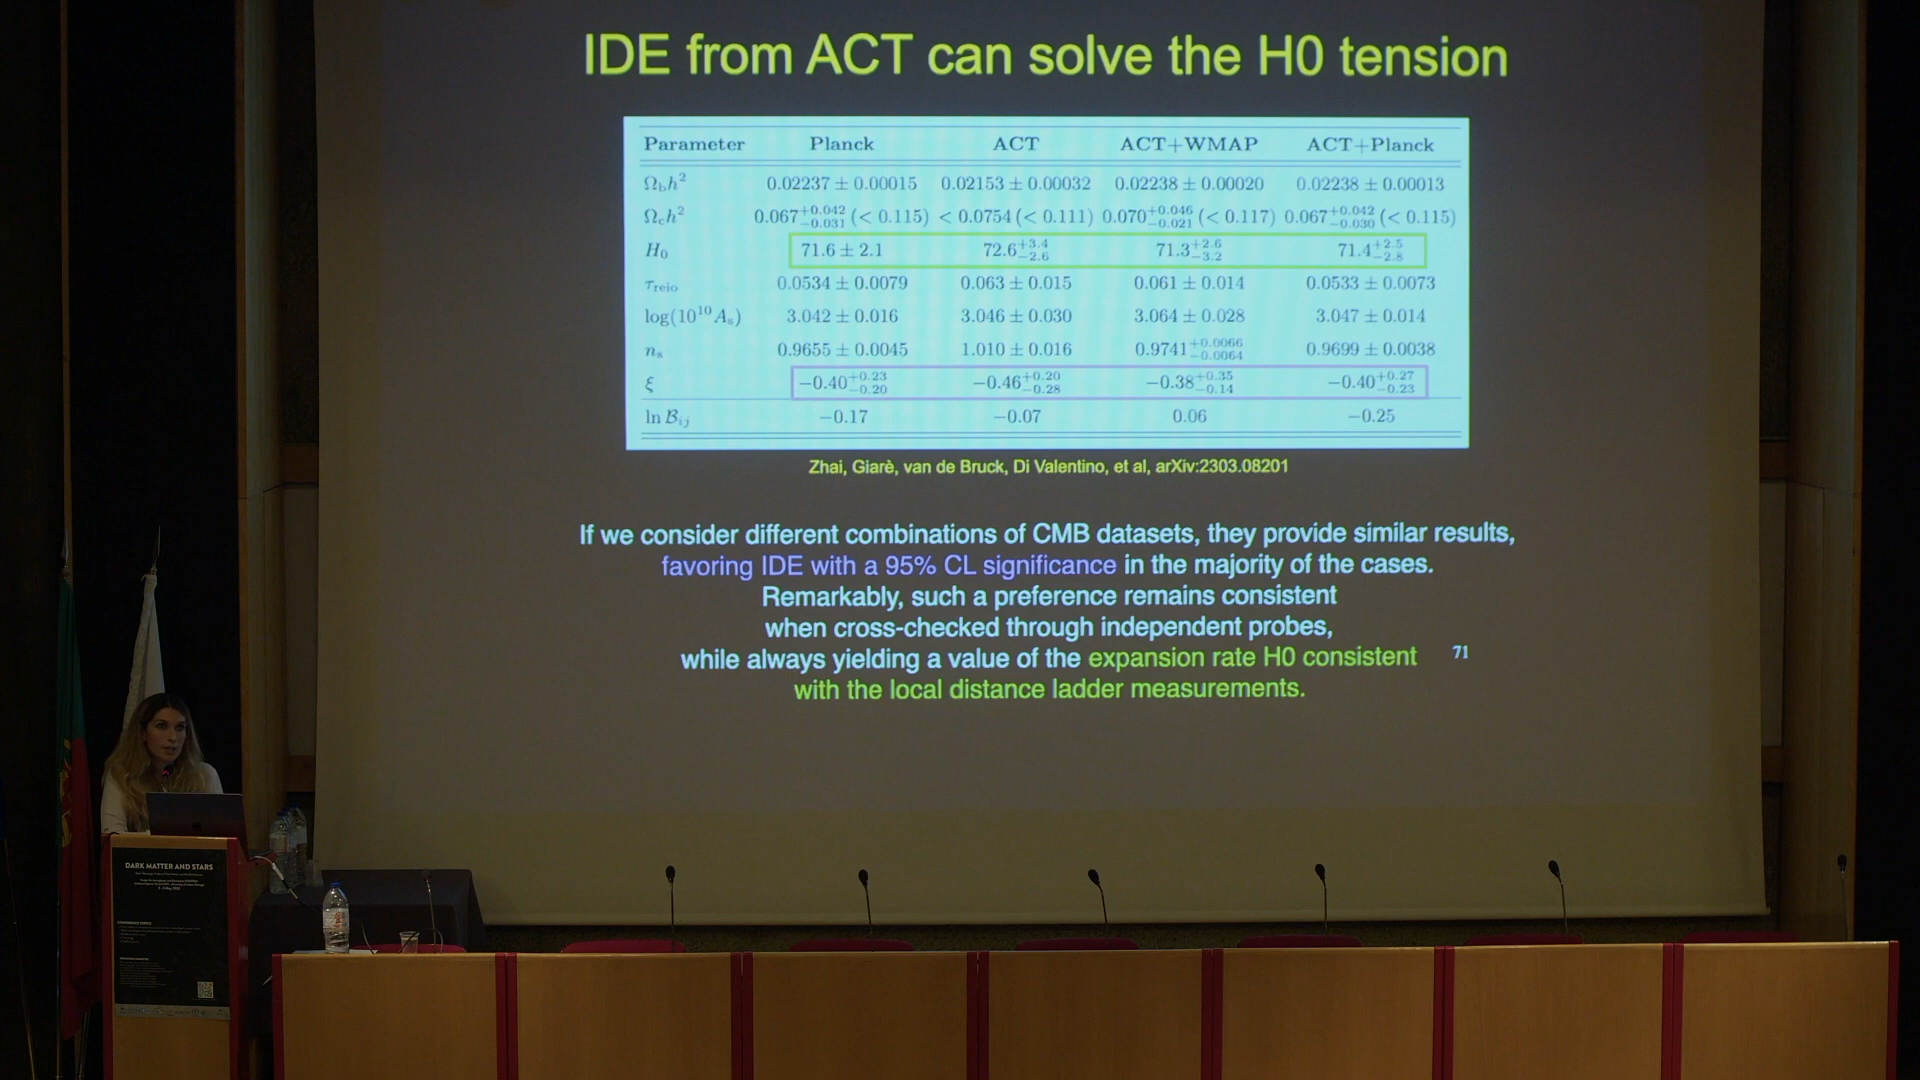 IDE from ACT can solve the H0 tension
Parameter Planck ACT ACT+WMAP ACT+Planck
Ω_b h² 0.02237 ± 0.00015 0.02153 ± 0.00032 0.02238 ± 0.00020 0.02238 ± 0.00013
Ω_c h² 0.067^{+0.042}_{−0.031} (< 0.115) < 0.0754 (< 0.111) 0.070^{+0.046}_{−0.021} (< 0.117) 0.067^{+0.042}_{−0.030} (< 0.115)
H₀ 71.6 ± 2.1 72.6^{+3.4}_{−2.6} 71.3^{+2.6}_{−3.2} 71.4^{+2.5}_{−2.8}
τ_reio 0.0534 ± 0.0079 0.063 ± 0.015 0.061 ± 0.014 0.0533 ± 0.0073
log(10¹⁰ A_s) 3.042 ± 0.016 3.046 ± 0.030 3.064 ± 0.028 3.047 ± 0.014
n_s 0.9655 ± 0.0045 1.010 ± 0.016 0.9741^{+0.0066}_{−0.0064} 0.9699 ± 0.0038
ξ −0.40^{+0.23}_{−0.20} −0.46^{+0.20}_{−0.28} −0.38^{+0.35}_{−0.14} −0.40^{+0.27}_{−0.23}
ln B_ij −0.17 −0.07 0.06 −0.25
Zhai, Giarè, van de Bruck, Di Valentino, et al, arXiv:2303.08201
If we consider different combinations of CMB datasets, they provide similar results,
favoring IDE with a 95% CL significance in the majority of the cases.
Remarkably, such a preference remains consistent
when cross-checked through independent probes,
while always yielding a value of the expansion rate H0 consistent
with the local distance ladder measurements.
71
DARK MATTER AND STARS
CONFERENCE TOPICS